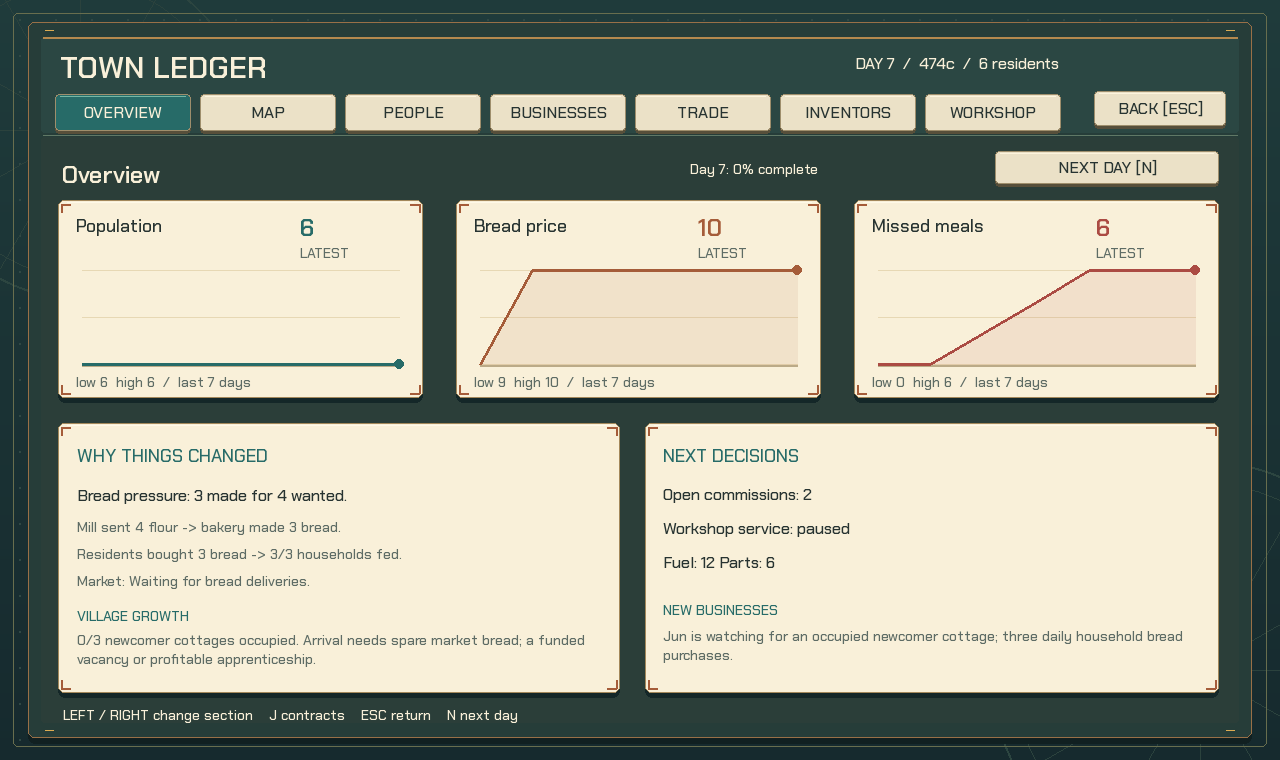 TOWN LEDGER
DAY 7 / 474c / 6 residents
OVERVIEW
MAP
PEOPLE
BUSINESSES
TRADE
INVENTORS
WORKSHOP
BACK [ESC]
Overview
Day 7: 0% complete
NEXT DAY [N]
Population
6
LATEST
low 6 high 6 / last 7 days
Bread price
10
LATEST
low 9 high 10 / last 7 days
Missed meals
6
LATEST
low 0 high 6 / last 7 days
WHY THINGS CHANGED
Bread pressure: 3 made for 4 wanted.
Mill sent 4 flour -> bakery made 3 bread.
Residents bought 3 bread -> 3/3 households fed.
Market: Waiting for bread deliveries.
VILLAGE GROWTH
0/3 newcomer cottages occupied. Arrival needs spare market bread; a funded
vacancy or profitable apprenticeship.
NEXT DECISIONS
Open commissions: 2
Workshop service: paused
Fuel: 12 Parts: 6
NEW BUSINESSES
Jun is watching for an occupied newcomer cottage; three daily household bread
purchases.
LEFT / RIGHT change section J contracts ESC return N next day